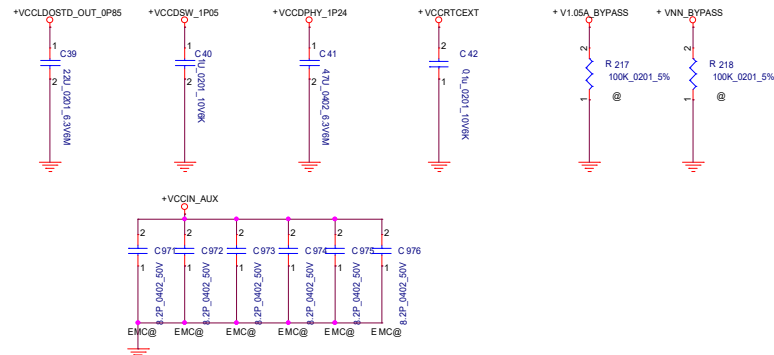 +VCCLDOSTD_OUT_0P85
+VCCDSW_1P05
+VCCDPHY_1P24
+VCCRTCEXT
+V1.05A_BYPASS
+VNN_BYPASS
1
C39
2
2.2U_0201_6.3V6M
1
C40
2
1U_0201_10V6K
1
C41
2
4.7U_0402_6.3V6M
2
C42
1
0.1u_0201_10V6K
2
R217
100K_0201_5%
@
1
2
R218
100K_0201_5%
@
1
+VCCIN_AUX
2
C971
1
8.2P_0402_50V
EMC@
2
C972
1
8.2P_0402_50V
EMC@
2
C973
1
8.2P_0402_50V
EMC@
2
C974
1
8.2P_0402_50V
EMC@
2
C975
1
8.2P_0402_50V
EMC@
2
C976
1
8.2P_0402_50V
EMC@